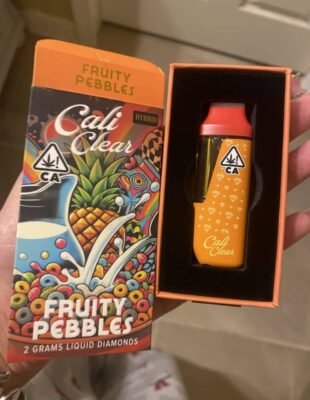 FRUITY
PEBBLES
HYBRID
Cali
Clear
!
CA
FRUITY
PEBBLES
2 GRAMS LIQUID DIAMONDS
!
CA
Cali
Clear